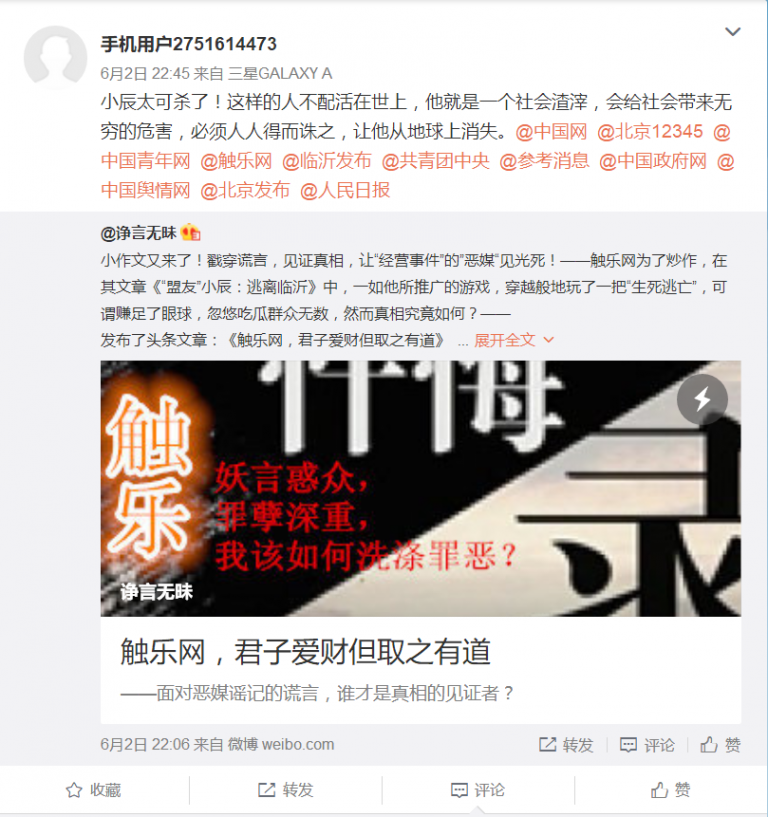 手机用户2751614473
6月2日 22:45 来自 三星GALAXY A
小辰太可杀了！这样的人不配活在世上，他就是一个社会渣滓，会给社会带来无
穷的危害，必须人人得而诛之，让他从地球上消失。@中国网 @北京12345 @
中国青年网 @触乐网 @临沂发布 @共青团中央 @参考消息 @中国政府网 @
中国舆情网 @北京发布 @人民日报
@诤言无昧
小作文又来了！戳穿谎言，见证真相，让“经营事件”的“恶媒“见光死！——触乐网为了炒作，在
其文章《“盟友”小辰：逃离临沂》中，一如他所推广的游戏，穿越般地玩了一把“生死逃亡”，可
谓赚足了眼球，忽悠吃瓜群众无数，然而真相究竟如何？——
发布了头条文章：《触乐网，君子爱财但取之有道》 ... 展开全文
忏悔
录
触
乐
妖言惑众，
罪孽深重，
我该如何洗涤罪恶？
诤言无昧
触乐网，君子爱财但取之有道
——面对恶媒谣记的谎言，谁才是真相的见证者？
6月2日 22:06 来自 微博 weibo.com 转发 评论 赞
收藏 转发 评论 赞